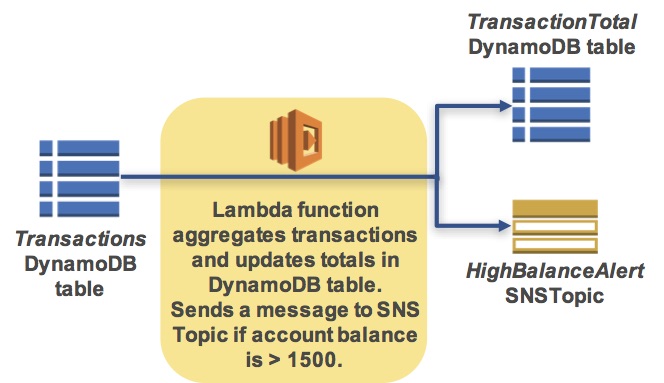 TransactionTotal
DynamoDB table
Transactions
DynamoDB
table
Lambda function
aggregates transactions
and updates totals in
DynamoDB table.
Sends a message to SNS
Topic if account balance
is > 1500.
HighBalanceAlert
SNSTopic